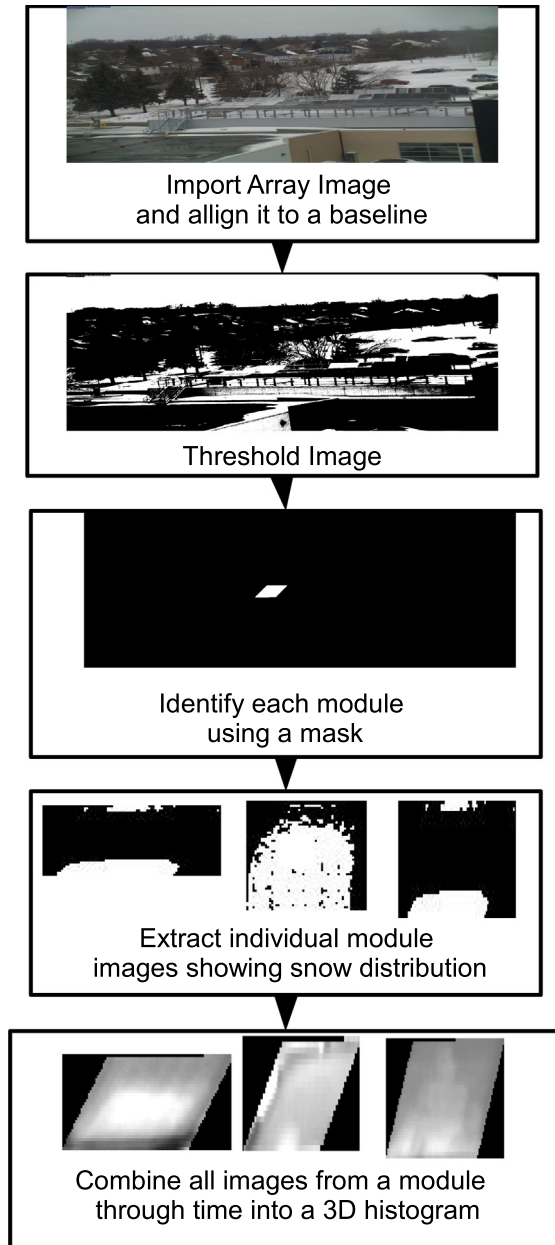 Import Array Image
and allign it to a baseline
Threshold Image
Identify each module
using a mask
Extract individual module
images showing snow distribution
Combine all images from a module
through time into a 3D histogram